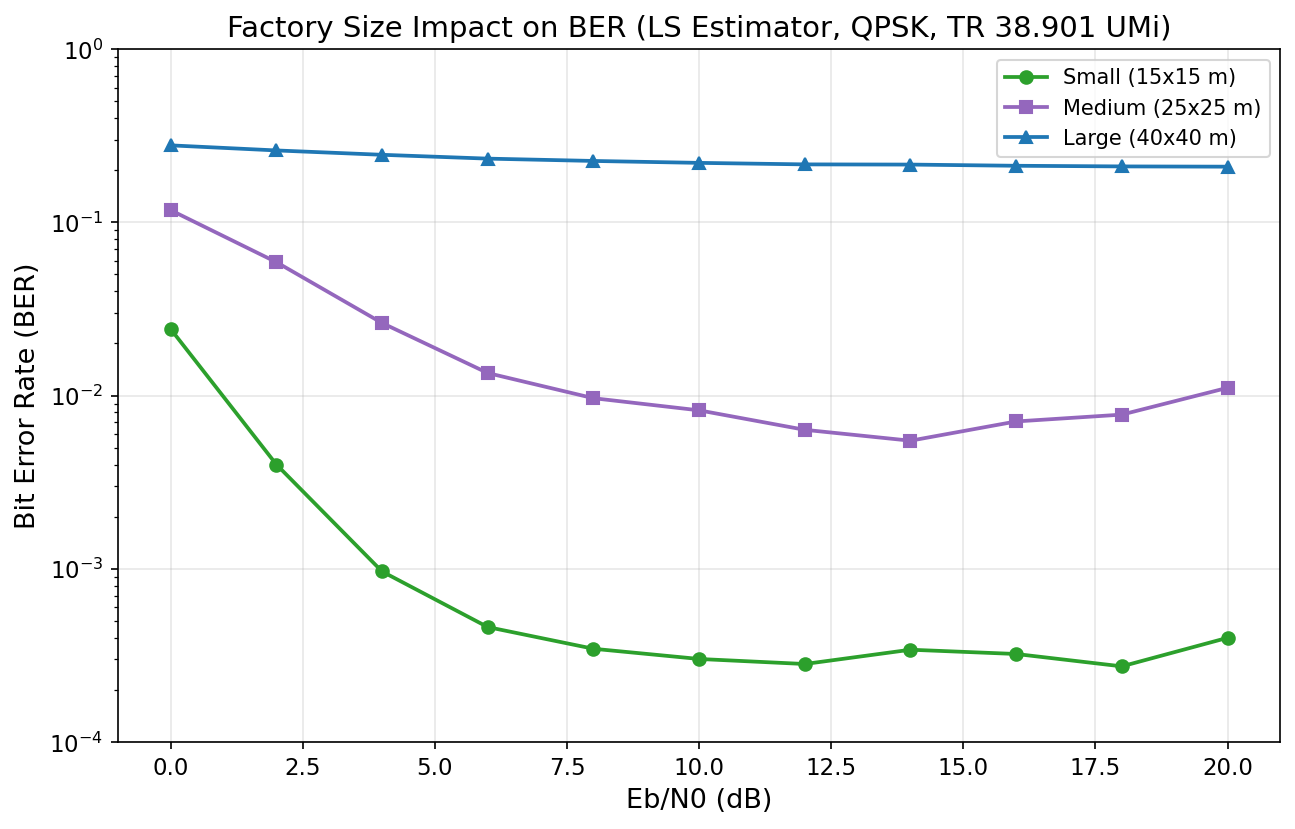 Factory Size Impact on BER (LS Estimator, QPSK, TR 38.901 UMi)
Small (15x15 m)
Medium (25x25 m)
Large (40x40 m)
Bit Error Rate (BER)
10⁰
10⁻¹
10⁻²
10⁻³
10⁻⁴
0.0 2.5 5.0 7.5 10.0 12.5 15.0 17.5 20.0
Eb/N0 (dB)